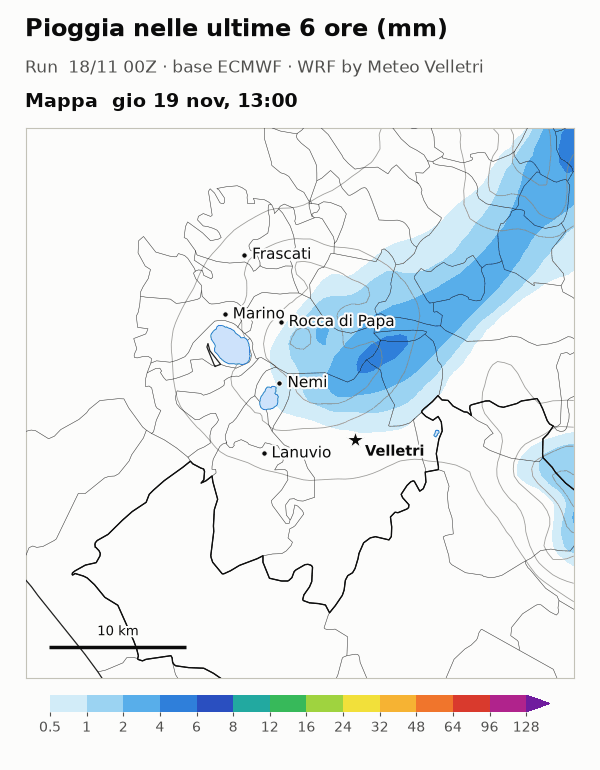 Pioggia nelle ultime 6 ore (mm)
Run  18/11 00Z · base ECMWF · WRF by Meteo Velletri
Mappa  gio 19 nov, 13:00
Frascati
Marino
Rocca di Papa
Nemi
Velletri
Lanuvio
10 km
0.5 1 2 4 6 8 12 16 24 32 48 64 96 128